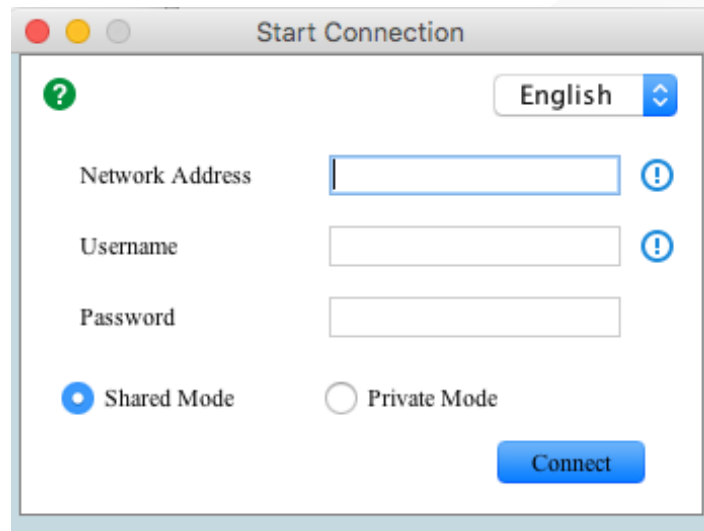 Start Connection
? English
Network Address !
Username !
Password
Shared Mode Private Mode
Connect